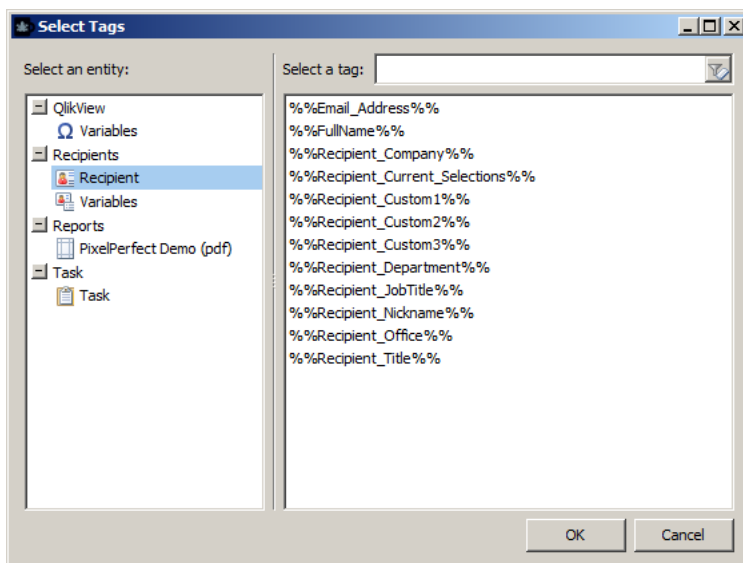 Select Tags
Select an entity:
QlikView
Variables
Recipients
Recipient
Variables
Reports
PixelPerfect Demo (pdf)
Task
Task
Select a tag:
%%Email_Address%%
%%FullName%%
%%Recipient_Company%%
%%Recipient_Current_Selections%%
%%Recipient_Custom1%%
%%Recipient_Custom2%%
%%Recipient_Custom3%%
%%Recipient_Department%%
%%Recipient_JobTitle%%
%%Recipient_Nickname%%
%%Recipient_Office%%
%%Recipient_Title%%
OK
Cancel